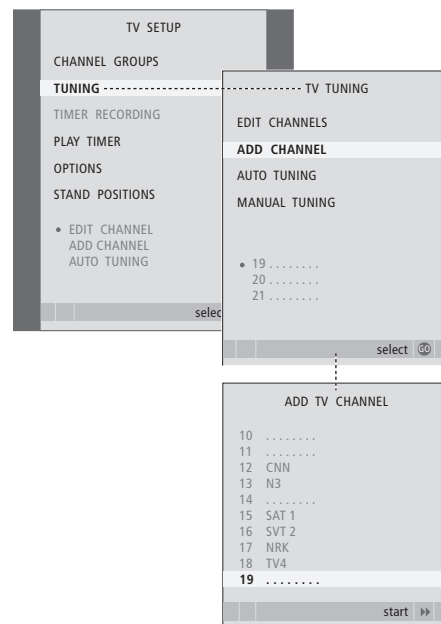 TV SETUP
CHANNEL GROUPS
TUNING
TIMER RECORDING
PLAY TIMER
OPTIONS
STAND POSITIONS
• EDIT CHANNEL
ADD CHANNEL
AUTO TUNING
selec
TV TUNING
EDIT CHANNELS
ADD CHANNEL
AUTO TUNING
MANUAL TUNING
• 19 ........
20 ........
21 ........
select GO
ADD TV CHANNEL
10 ........
11 ........
12 CNN
13 N3
14 ........
15 SAT 1
16 SVT 2
17 NRK
18 TV4
19 ........
start